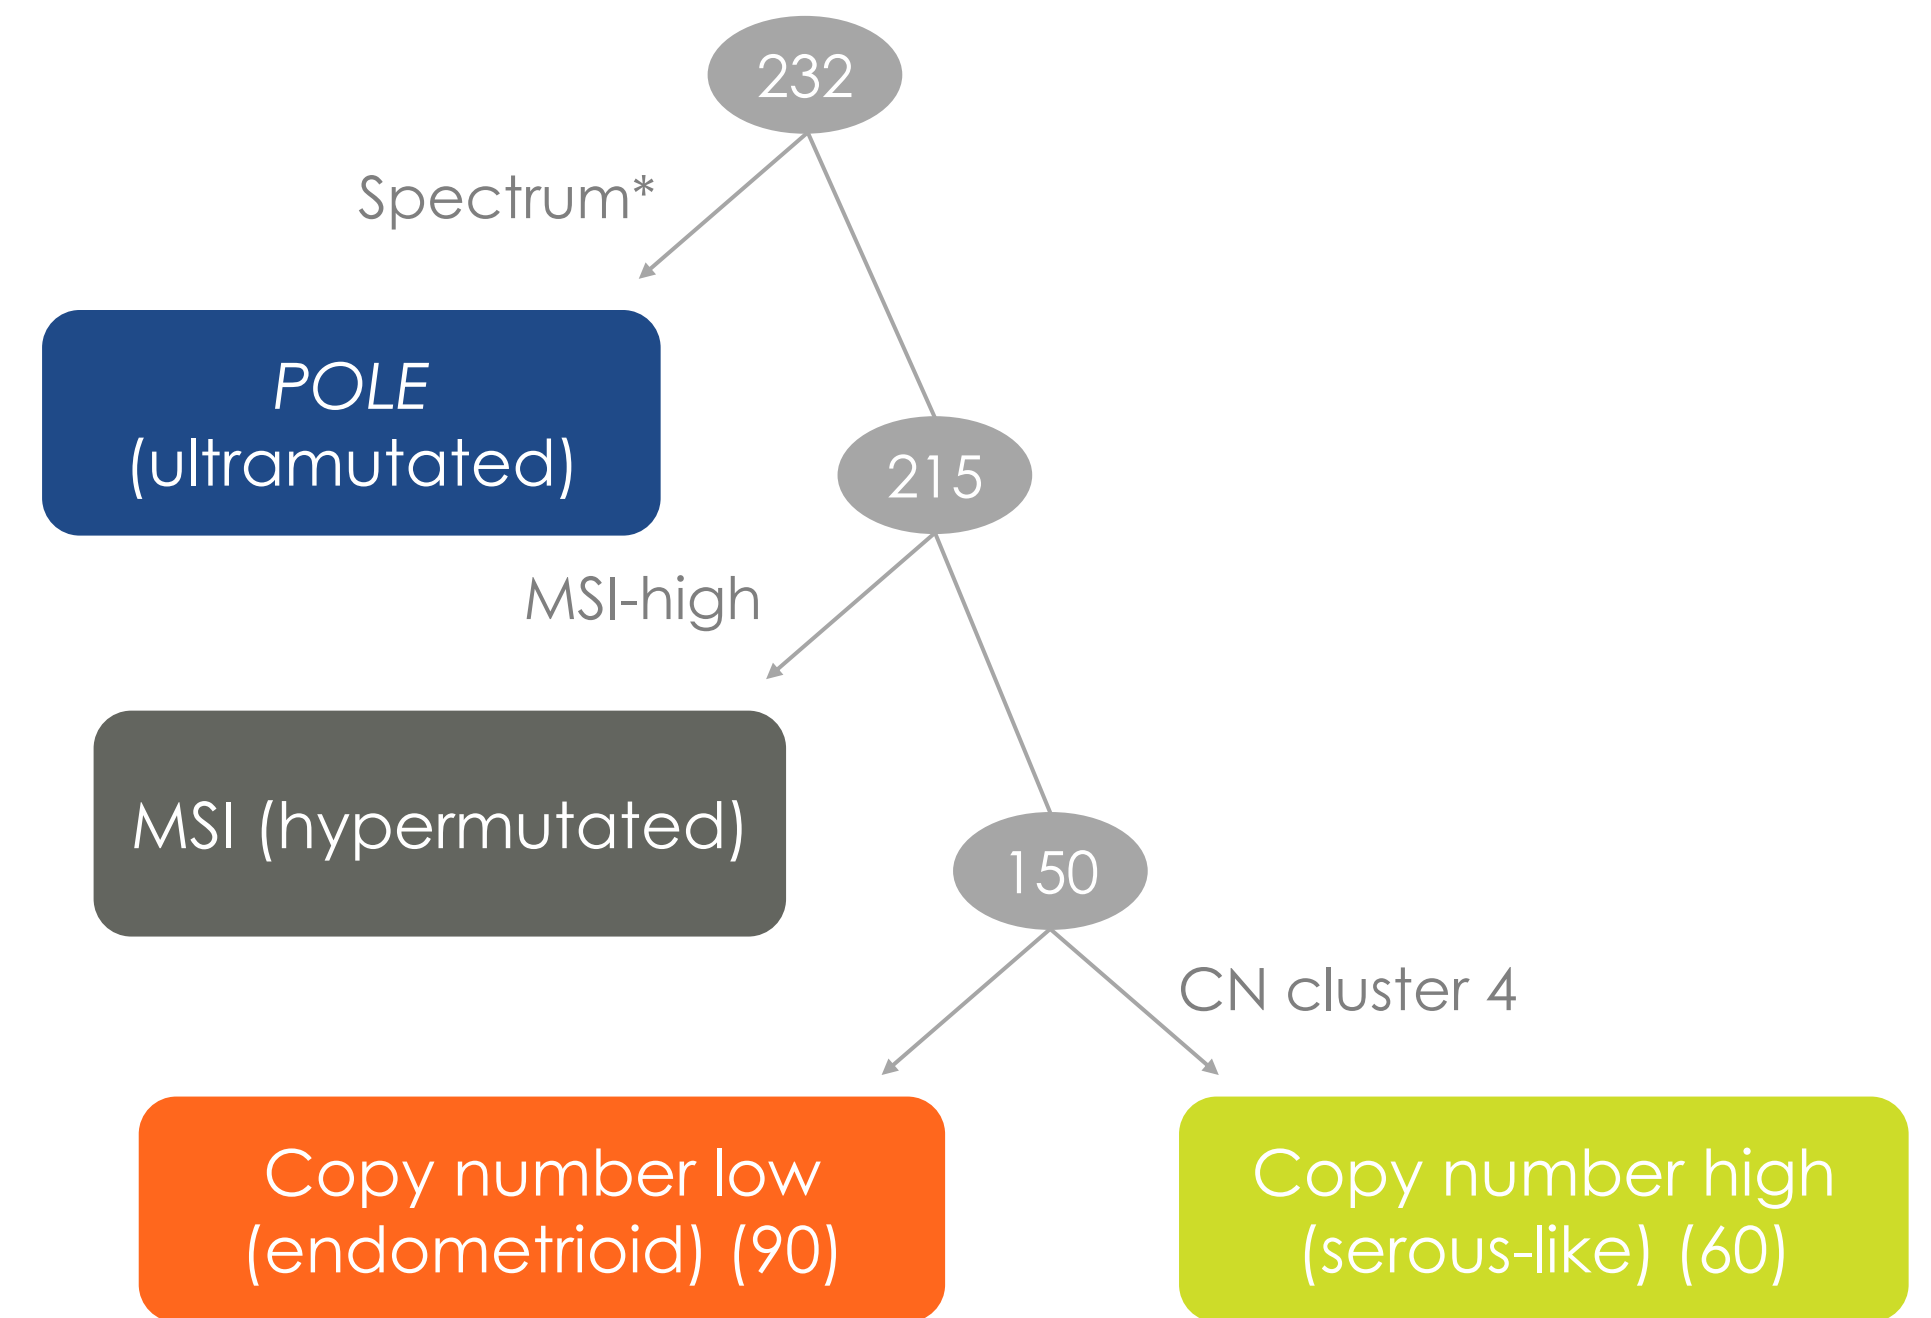 232
Spectrum*
POLE
(ultramutated)
215
MSI-high
MSI (hypermutated)
150
CN cluster 4
Copy number low
(endometrioid) (90)
Copy number high
(serous-like) (60)